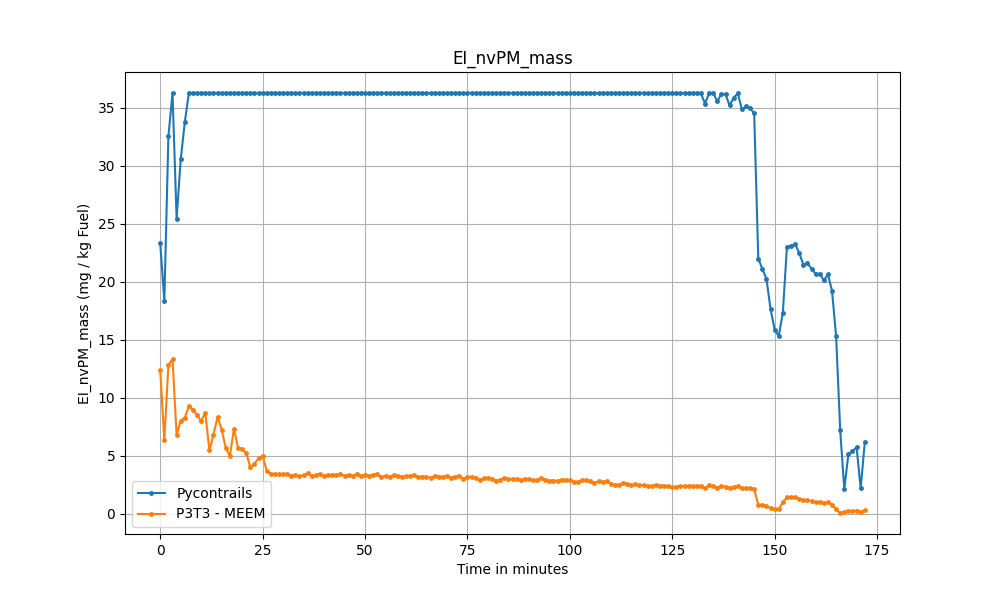 EI_nvPM_mass
EI_nvPM_mass (mg / kg Fuel)
35
30
25
20
15
10
5
0
Pycontrails
P3T3 - MEEM
0 25 50 75 100 125 150 175
Time in minutes